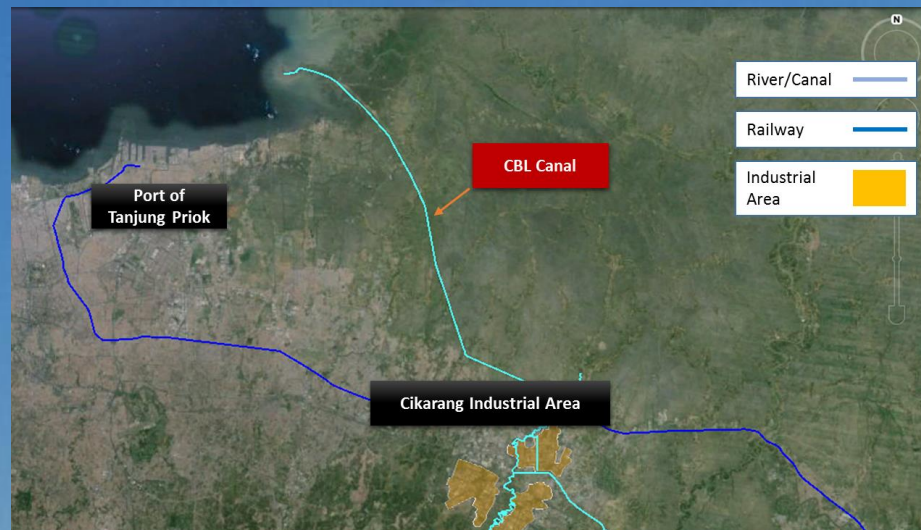 N
River/Canal
CBL Canal
Railway
Port of
Tanjung Priok
Industrial
Area
Cikarang Industrial Area